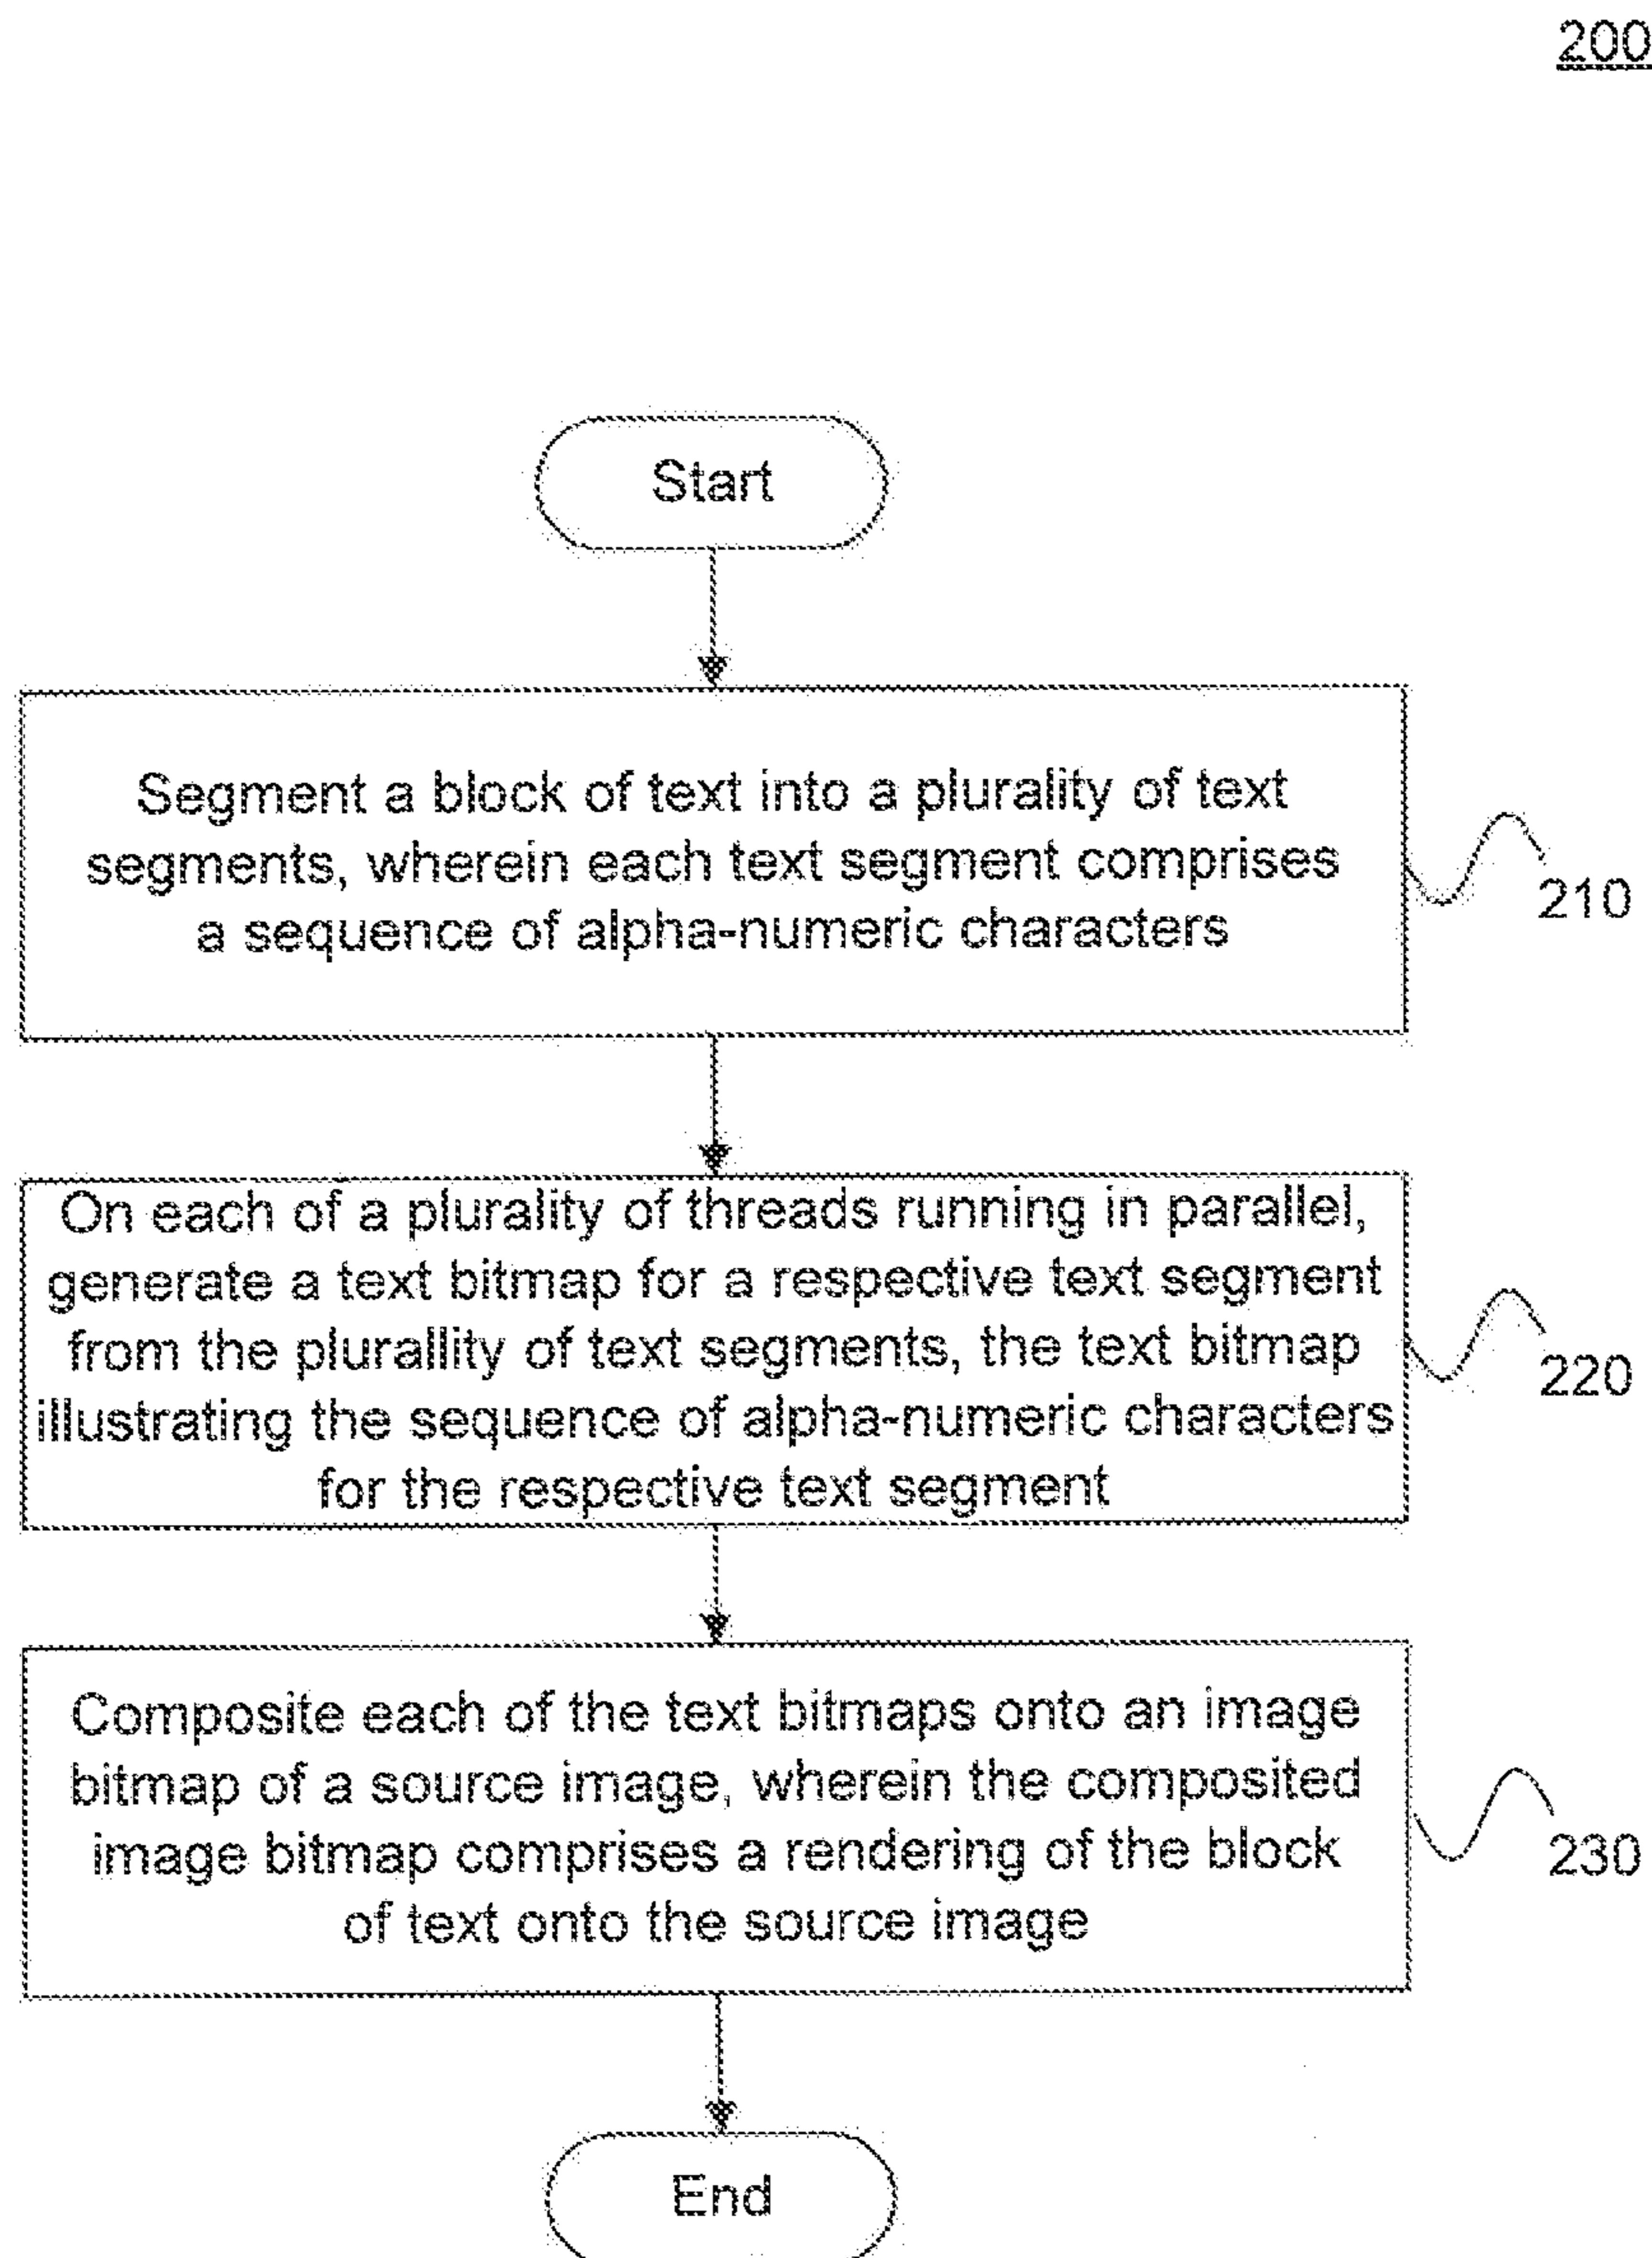 200
Start
Segment a block of text into a plurality of text
segments, wherein each text segment comprises
a sequence of alpha-numeric characters
210
On each of a plurality of threads running in parallel,
generate a text bitmap for a respective text segment
from the plurallity of text segments, the text bitmap
illustrating the sequence of alpha-numeric characters
for the respective text segment
220
Composite each of the text bitmaps onto an image
bitmap of a source image, wherein the composited
image bitmap comprises a rendering of the block
of text onto the source image
230
End